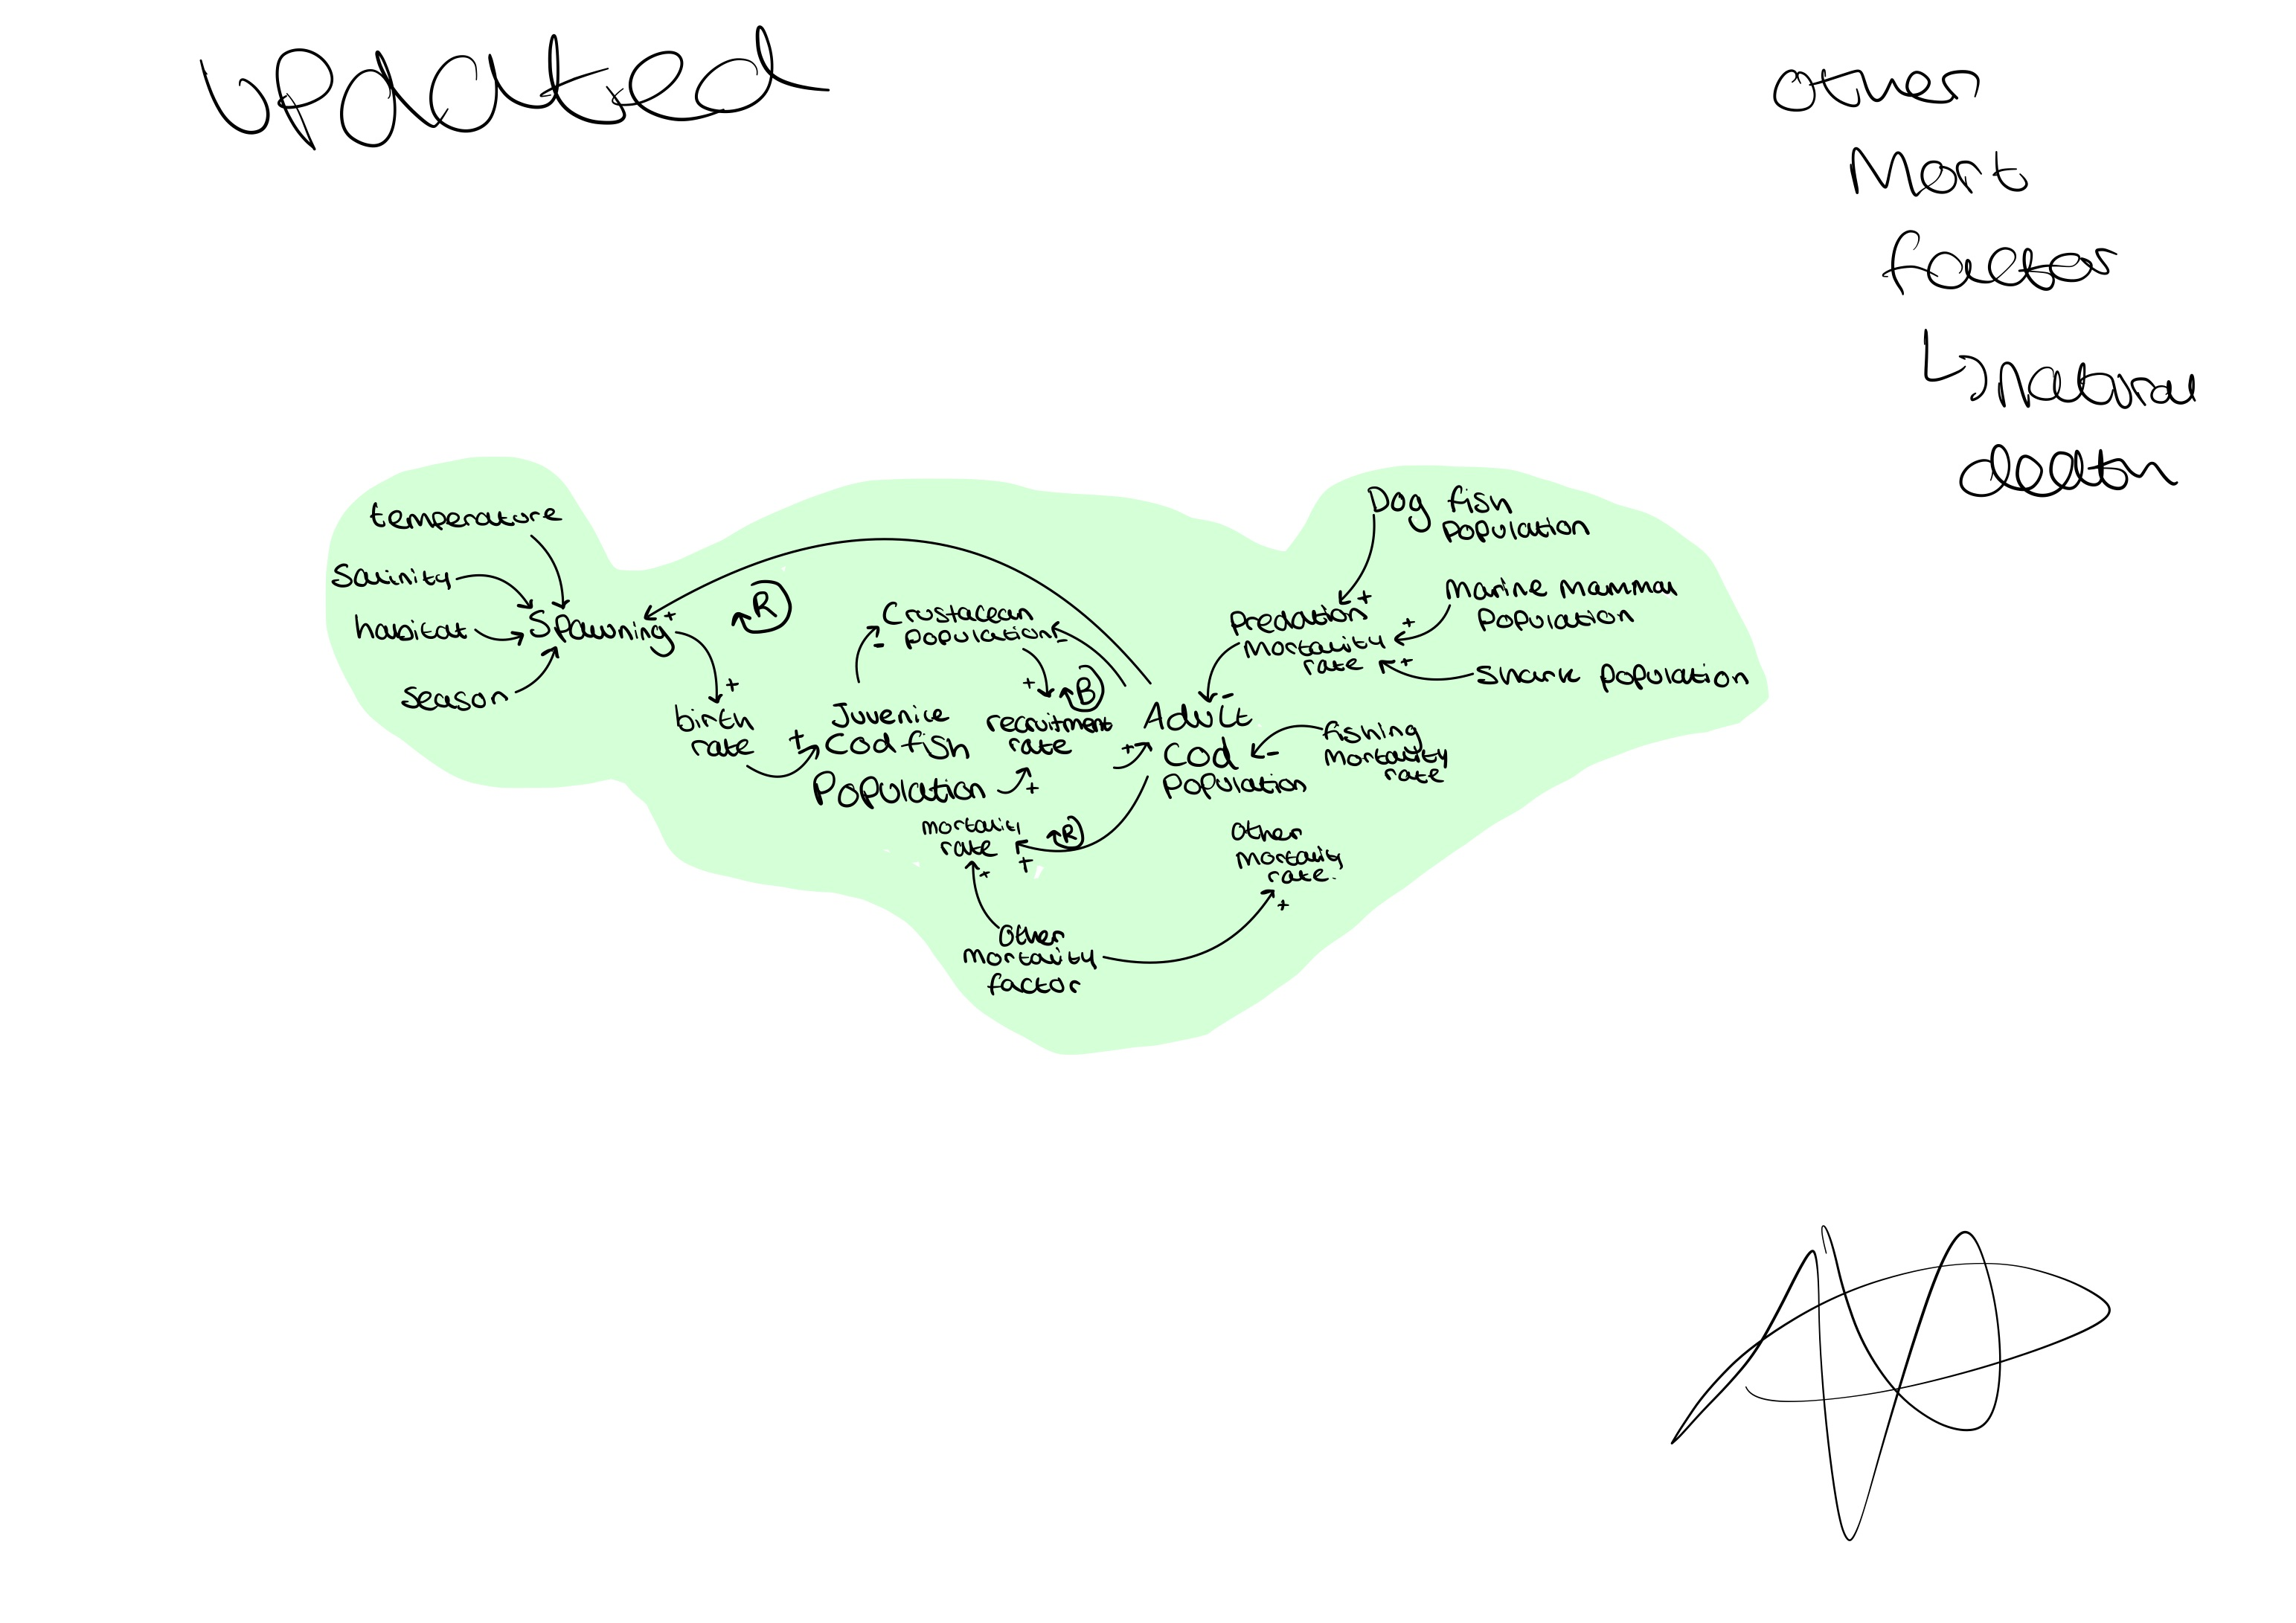 updated
other
Mort
factor
↳ Natural
death
temperature
Salinity
habitat
Season
Spawning +
R
birth
rate
+
+
Juvenile
Cod fish
Population
Crustacean
population -
-
+
B
recruitment
rate
+
+
Adult
Cod
population
-
-
Dog fish
population
Predation
Mortality
rate
+
+
+
Marine Mammal
Population
Shark population
fishing
Mortality
rate
mortality
rate
R
+
+
other
mortality
rate.
+
other
mortality
factor